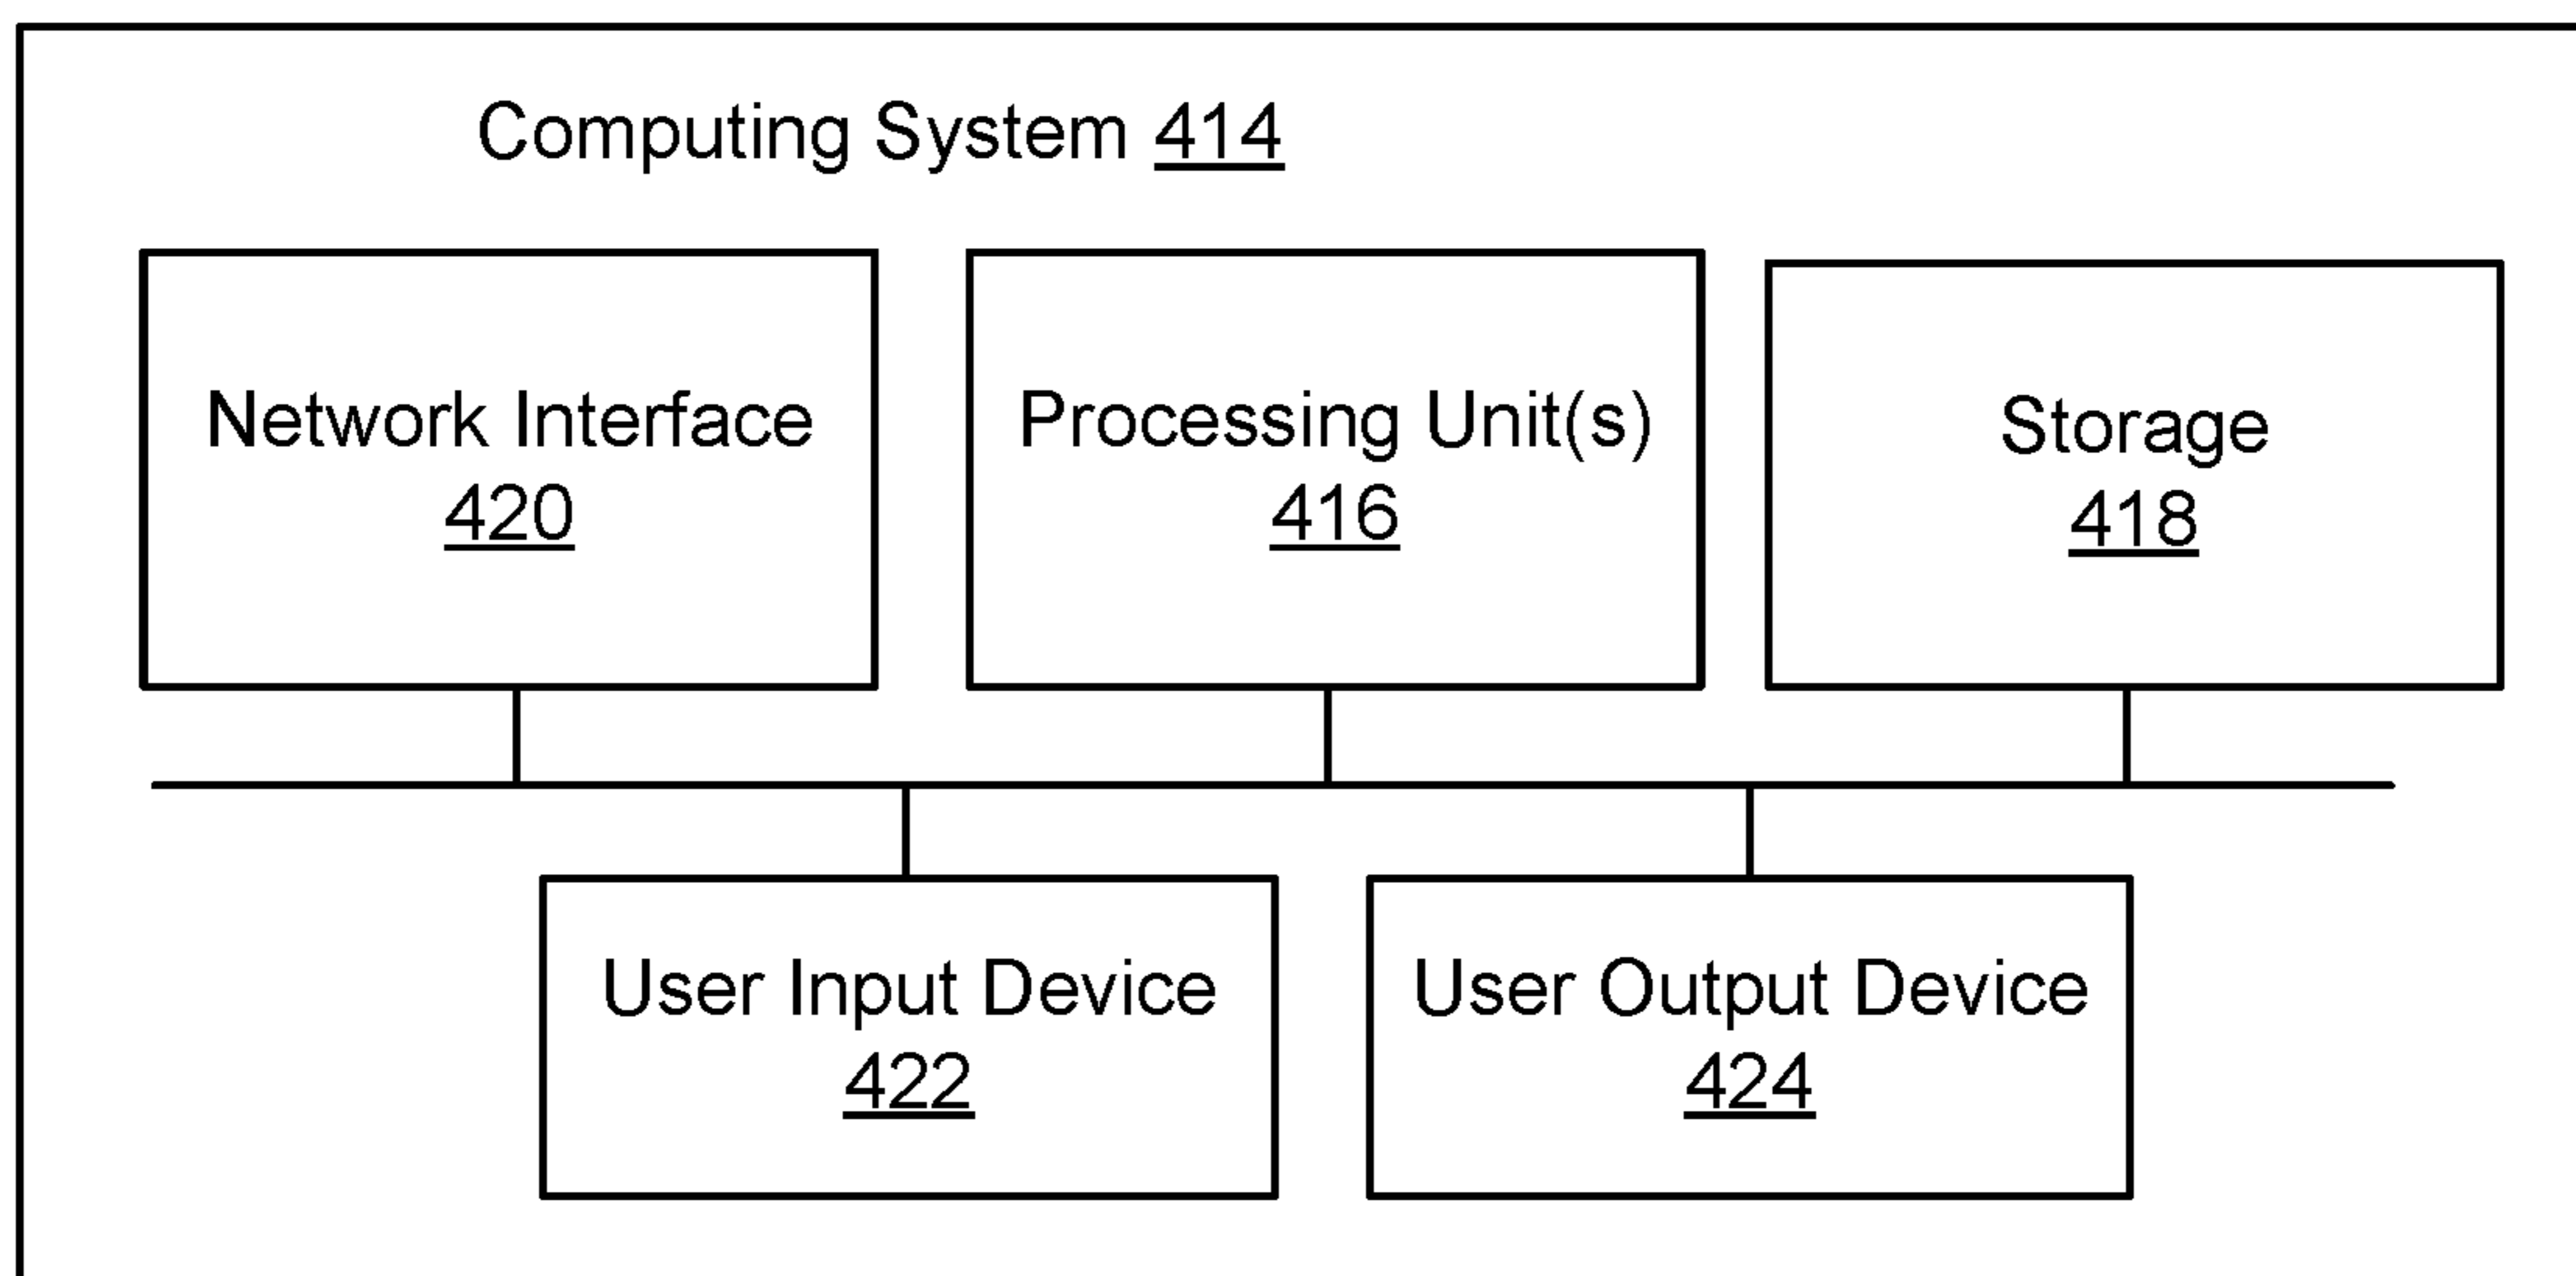 Computing System 414
Network Interface
420
Processing Unit(s)
416
Storage
418
User Input Device
422
User Output Device
424